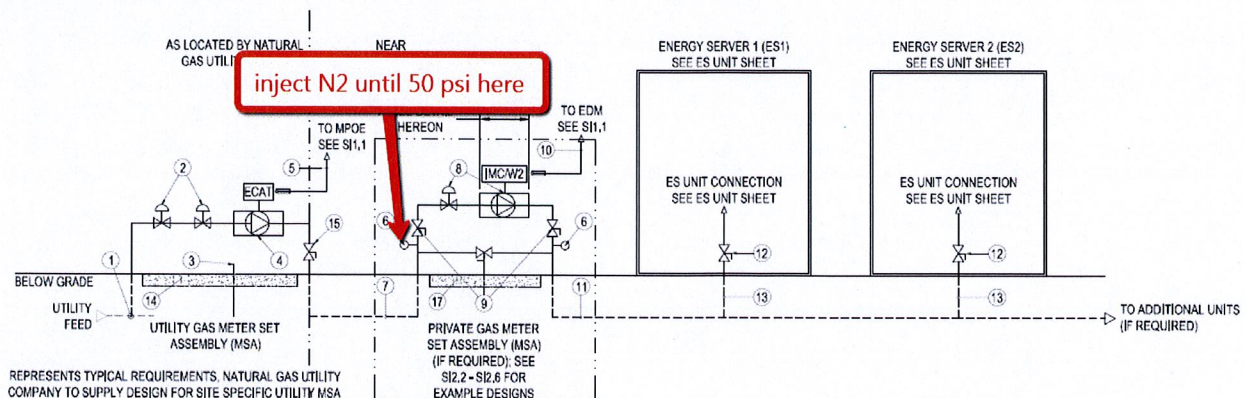 AS LOCATED BY NATURAL
GAS UTILI
NEAR
inject N2 until 50 psi here
HEREON
TO MPOE
SEE SI1,1
TO EDM
SEE SI1,1
ENERGY SERVER 1 (ES1)
SEE ES UNIT SHEET
ENERGY SERVER 2 (ES2)
SEE ES UNIT SHEET
2
5
ECAT
15
1
3
4
8
10
IMC/W2
6
6
ES UNIT CONNECTION
SEE ES UNIT SHEET
ES UNIT CONNECTION
SEE ES UNIT SHEET
12
12
BELOW GRADE
14
7
17
9
11
13
13
UTILITY
FEED
UTILITY GAS METER SET
ASSEMBLY (MSA)
PRIVATE GAS METER
SET ASSEMBLY (MSA)
(IF REQUIRED); SEE
SI2,2 - SI2,6 FOR
EXAMPLE DESIGNS
TO ADDITIONAL UNITS
(IF REQUIRED)
REPRESENTS TYPICAL REQUIREMENTS, NATURAL GAS UTILITY
COMPANY TO SUPPLY DESIGN FOR SITE SPECIFIC UTILITY MSA